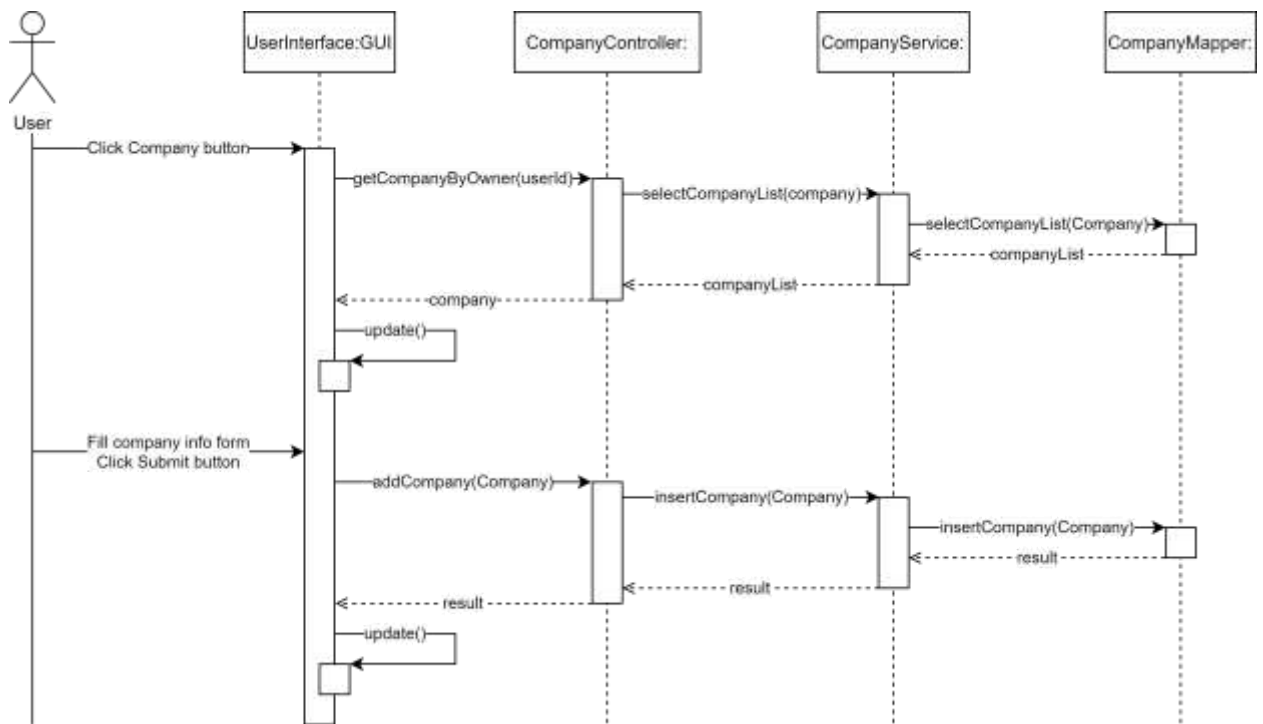 UserInterface:GUI
CompanyController:
CompanyService:
CompanyMapper:
User
Click Company button
getCompanyByOwner(userId)
selectCompanyList(company)
selectCompanyList(Company)
companyList
companyList
company
update()
Fill company info form
Click Submit button
addCompany(Company)
insertCompany(Company)
insertCompany(Company)
result
result
result
update()